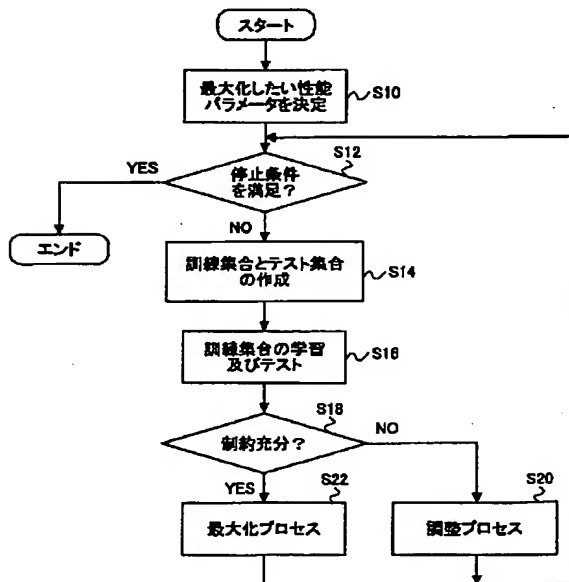 スタート
最大化したい性能
パラメータを決定
S10
S12
YES
停止条件
を満足？
エンド
NO
訓練集合とテスト集合
の作成
S14
訓練集合の学習
及びテスト
S16
S18
制約充分？
NO
YES
S22
S20
最大化プロセス
調整プロセス